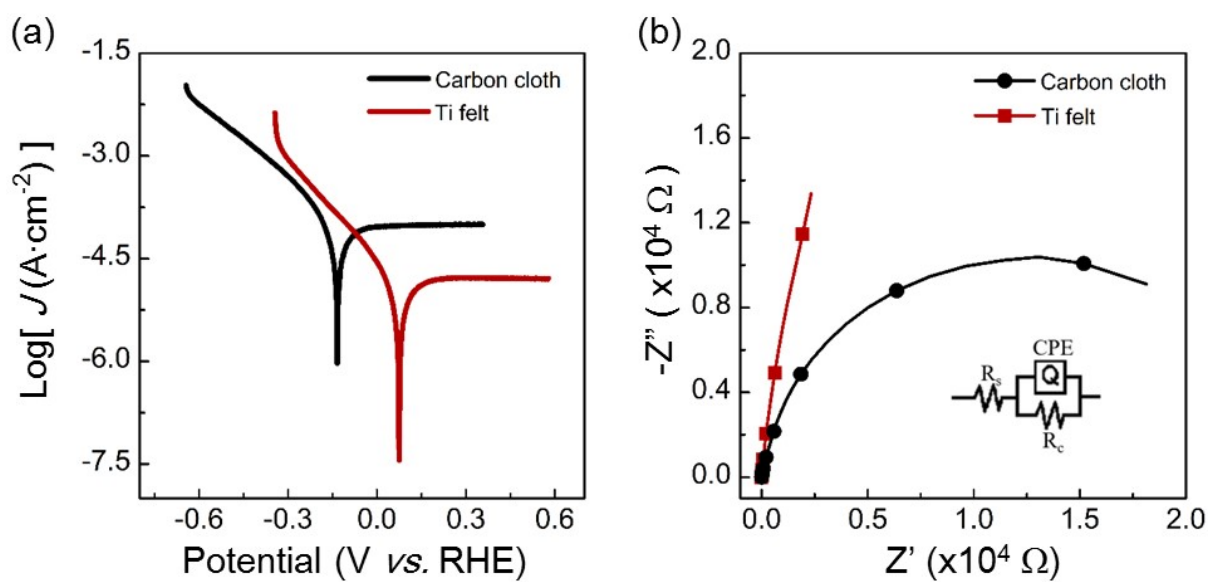 (a)
Log[ J (A·cm⁻²) ]
-1.5
-3.0
-4.5
-6.0
-7.5
Carbon cloth
Ti felt
-0.6 -0.3 0.0 0.3 0.6
Potential (V vs. RHE)
(b)
-Z'' ( x10⁴ Ω)
2.0
1.6
1.2
0.8
0.4
0.0
Carbon cloth
Ti felt
CPE
Q
Rₛ
R_c
0.0 0.5 1.0 1.5 2.0
Z' (x10⁴ Ω)